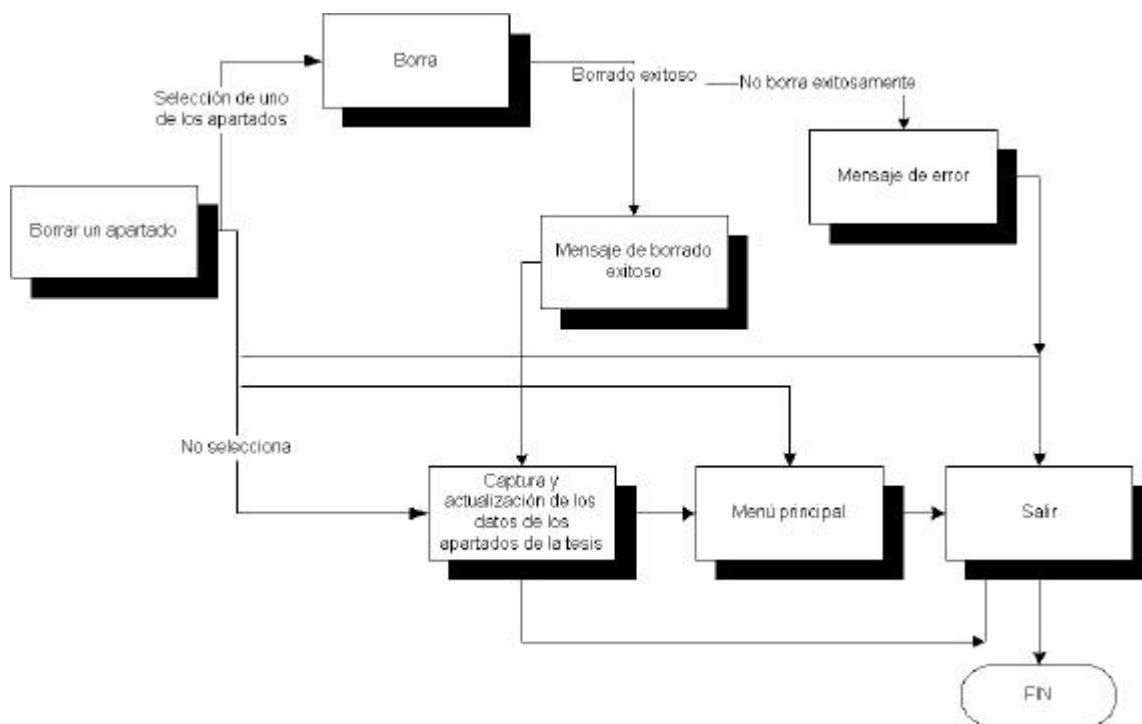 Borra
Borrado exitoso
No borra exitosamente
Selección de uno
de los apartados
Mensaje de error
Borrar un apartado
Mensaje de borrado
exitoso
No selecciona
Captura y
actualización de los
datos de los
apartados de la tesis
Menú principal
Salir
FIN